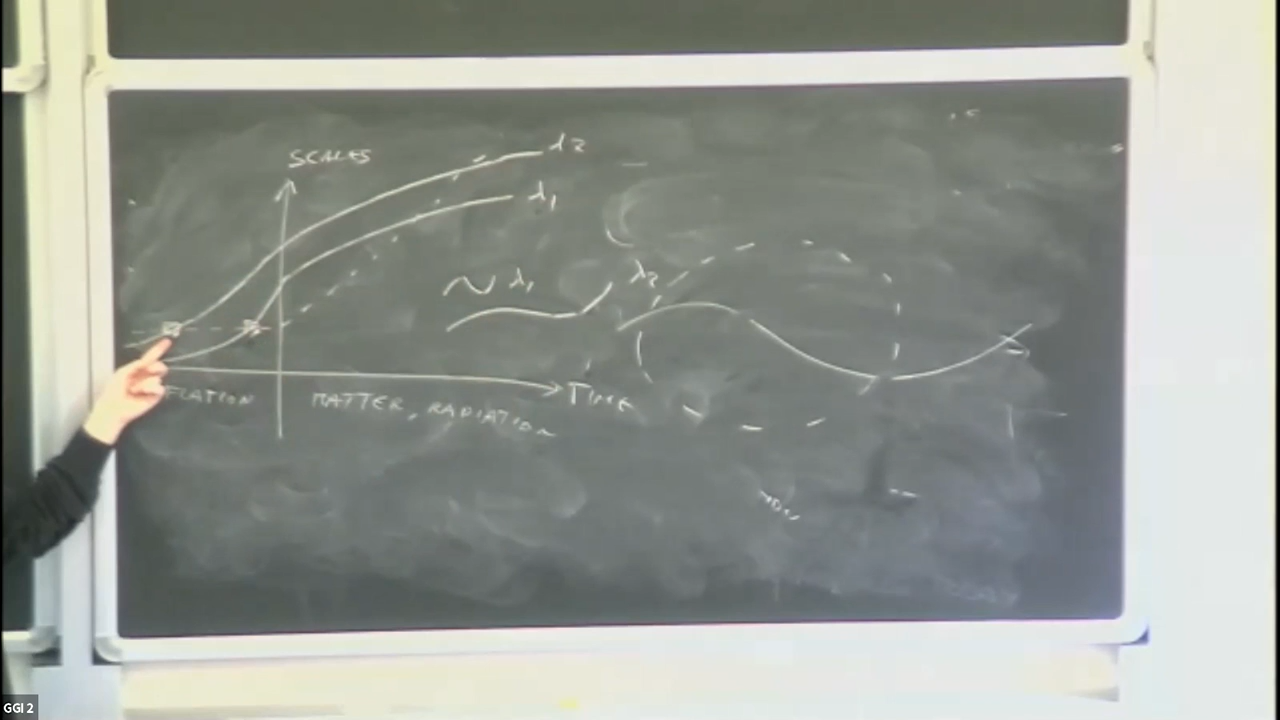 SCALES
λ2
λ1
λ1
λ2
TIME
FLATION
MATTER, RADIATION
GGI 2